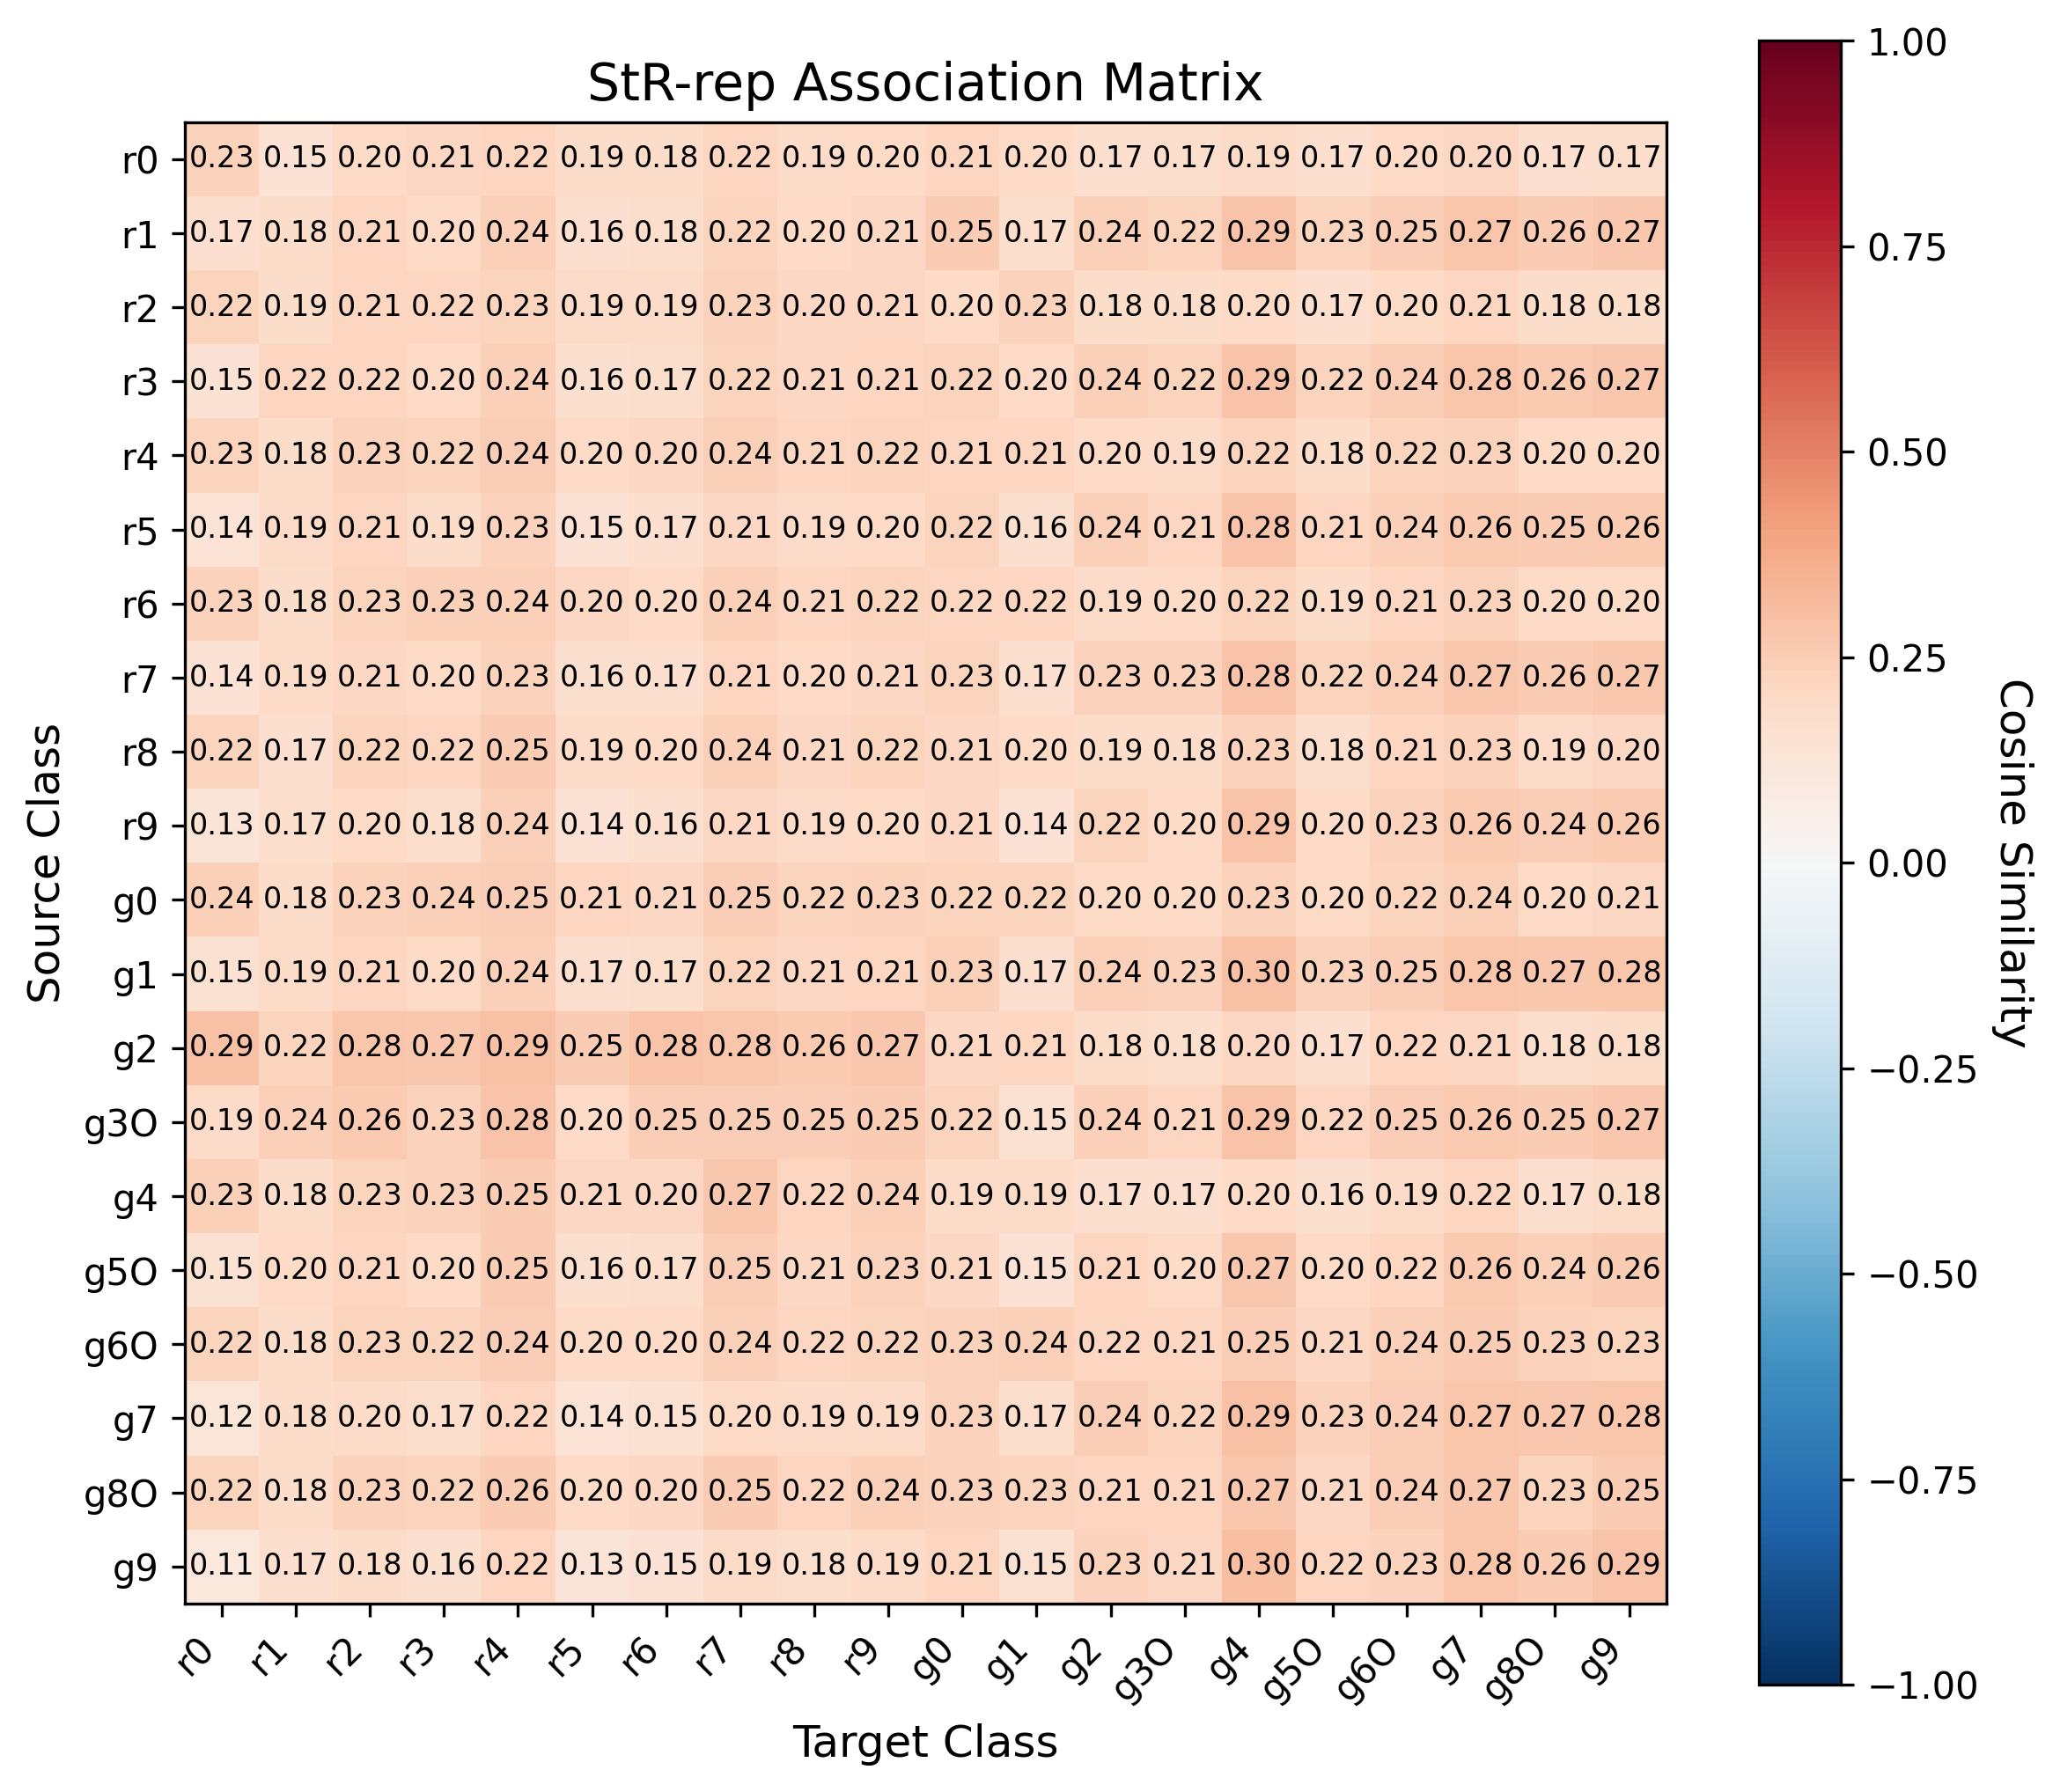 StR-rep Association Matrix
r0 0.23 0.15 0.20 0.21 0.22 0.19 0.18 0.22 0.19 0.20 0.21 0.20 0.17 0.17 0.19 0.17 0.20 0.20 0.17 0.17
r1 0.17 0.18 0.21 0.20 0.24 0.16 0.18 0.22 0.20 0.21 0.25 0.17 0.24 0.22 0.29 0.23 0.25 0.27 0.26 0.27
r2 0.22 0.19 0.21 0.22 0.23 0.19 0.19 0.23 0.20 0.21 0.20 0.23 0.18 0.18 0.20 0.17 0.20 0.21 0.18 0.18
r3 0.15 0.22 0.22 0.20 0.24 0.16 0.17 0.22 0.21 0.21 0.22 0.20 0.24 0.22 0.29 0.22 0.24 0.28 0.26 0.27
r4 0.23 0.18 0.23 0.22 0.24 0.20 0.20 0.24 0.21 0.22 0.21 0.21 0.20 0.19 0.22 0.18 0.22 0.23 0.20 0.20
r5 0.14 0.19 0.21 0.19 0.23 0.15 0.17 0.21 0.19 0.20 0.22 0.16 0.24 0.21 0.28 0.21 0.24 0.26 0.25 0.26
r6 0.23 0.18 0.23 0.23 0.24 0.20 0.20 0.24 0.21 0.22 0.22 0.22 0.19 0.20 0.22 0.19 0.21 0.23 0.20 0.20
r7 0.14 0.19 0.21 0.20 0.23 0.16 0.17 0.21 0.20 0.21 0.23 0.17 0.23 0.23 0.28 0.22 0.24 0.27 0.26 0.27
r8 0.22 0.17 0.22 0.22 0.25 0.19 0.20 0.24 0.21 0.22 0.21 0.20 0.19 0.18 0.23 0.18 0.21 0.23 0.19 0.20
r9 0.13 0.17 0.20 0.18 0.24 0.14 0.16 0.21 0.19 0.20 0.21 0.14 0.22 0.20 0.29 0.20 0.23 0.26 0.24 0.26
g0 0.24 0.18 0.23 0.24 0.25 0.21 0.21 0.25 0.22 0.23 0.22 0.22 0.20 0.20 0.23 0.20 0.22 0.24 0.20 0.21
g1 0.15 0.19 0.21 0.20 0.24 0.17 0.17 0.22 0.21 0.21 0.23 0.17 0.24 0.23 0.30 0.23 0.25 0.28 0.27 0.28
g2 0.29 0.22 0.28 0.27 0.29 0.25 0.28 0.28 0.26 0.27 0.21 0.21 0.18 0.18 0.20 0.17 0.22 0.21 0.18 0.18
g3O 0.19 0.24 0.26 0.23 0.28 0.20 0.25 0.25 0.25 0.25 0.22 0.15 0.24 0.21 0.29 0.22 0.25 0.26 0.25 0.27
g4 0.23 0.18 0.23 0.23 0.25 0.21 0.20 0.27 0.22 0.24 0.19 0.19 0.17 0.17 0.20 0.16 0.19 0.22 0.17 0.18
g5O 0.15 0.20 0.21 0.20 0.25 0.16 0.17 0.25 0.21 0.23 0.21 0.15 0.21 0.20 0.27 0.20 0.22 0.26 0.24 0.26
g6O 0.22 0.18 0.23 0.22 0.24 0.20 0.20 0.24 0.22 0.22 0.23 0.24 0.22 0.21 0.25 0.21 0.24 0.25 0.23 0.23
g7 0.12 0.18 0.20 0.17 0.22 0.14 0.15 0.20 0.19 0.19 0.23 0.17 0.24 0.22 0.29 0.23 0.24 0.27 0.27 0.28
g8O 0.22 0.18 0.23 0.22 0.26 0.20 0.20 0.25 0.22 0.24 0.23 0.23 0.21 0.21 0.27 0.21 0.24 0.27 0.23 0.25
g9 0.11 0.17 0.18 0.16 0.22 0.13 0.15 0.19 0.18 0.19 0.21 0.15 0.23 0.21 0.30 0.22 0.23 0.28 0.26 0.29
r0 r1 r2 r3 r4 r5 r6 r7 r8 r9 g0 g1 g2 g3O g4 g5O g6O g7 g8O g9
Target Class
Source Class
1.00
0.75
0.50
0.25
0.00
−0.25
−0.50
−0.75
−1.00
Cosine Similarity